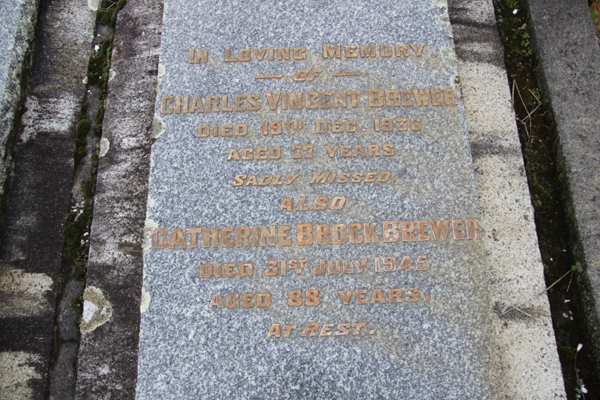 IN LOVING MEMORY
— OF —
CHARLES VINCENT BREWER
DIED 19TH DEC. 1936
AGED YEARS.
SADLY MISSED.
ALSO
CATHERINE BROCK BREWER
DIED 31ST JULY 1945
AGED 88 YEARS.
AT REST.